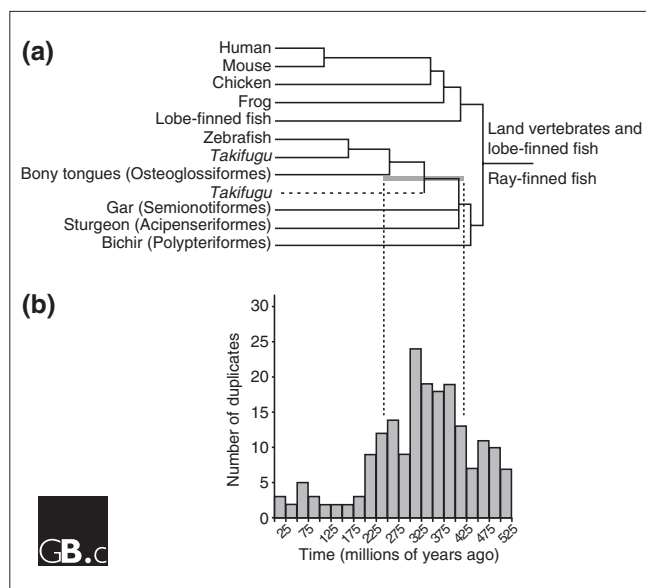 (a)
Human
Mouse
Chicken
Frog
Lobe-finned fish
Zebrafish
Takifugu
Bony tongues (Osteoglossiformes)
Takifugu
Gar (Semionotiformes)
Sturgeon (Acipenseriformes)
Bichir (Polypteriformes)
Land vertebrates and
lobe-finned fish
Ray-finned fish
(b)
Number of duplicates
30
25
20
15
10
5
0
25 75 125 175 225 275 325 375 425 475 525
Time (millions of years ago)
GB.c